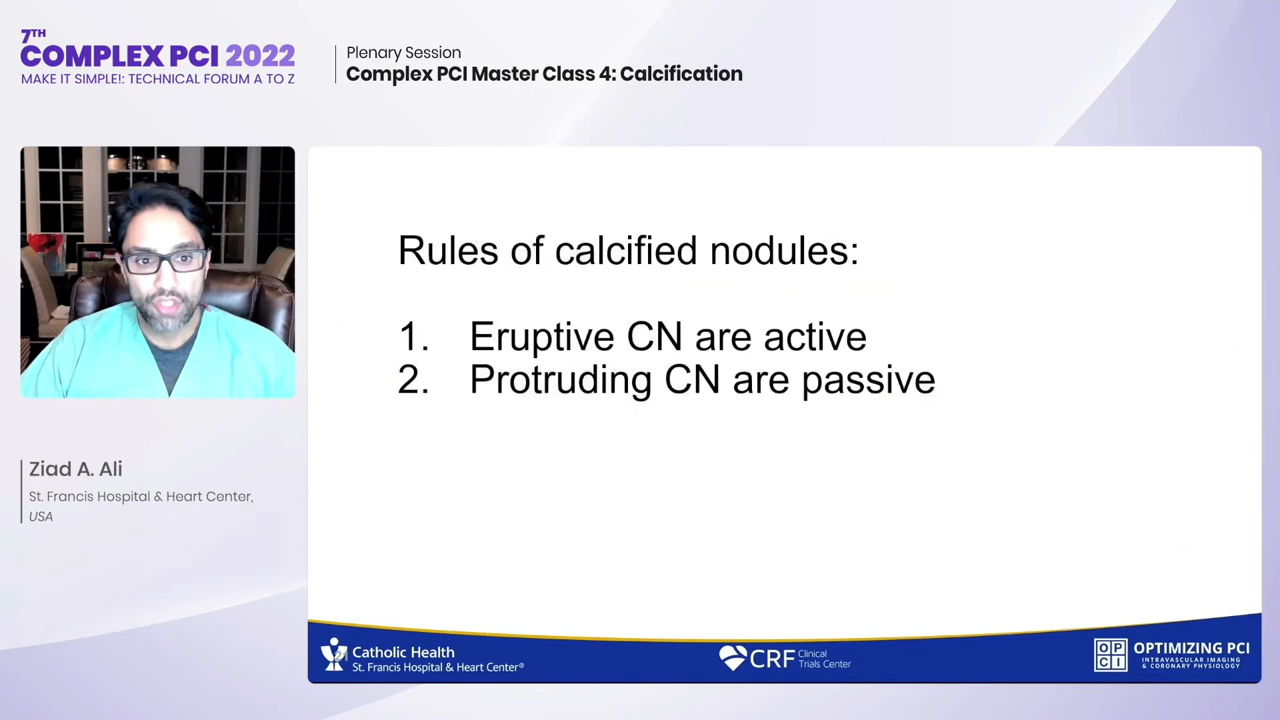 7TH
COMPLEX PCI 2022
MAKE IT SIMPLE!: TECHNICAL FORUM A TO Z
Plenary Session
Complex PCI Master Class 4: Calcification
Rules of calcified nodules:
1. Eruptive CN are active
2. Protruding CN are passive
Ziad A. Ali
St. Francis Hospital & Heart Center,
USA
Catholic Health
St. Francis Hospital & Heart Center®
CRF Clinical
Trials Center
OP
CI
OPTIMIZING PCI
INTRAVASCULAR IMAGING
& CORONARY PHYSIOLOGY